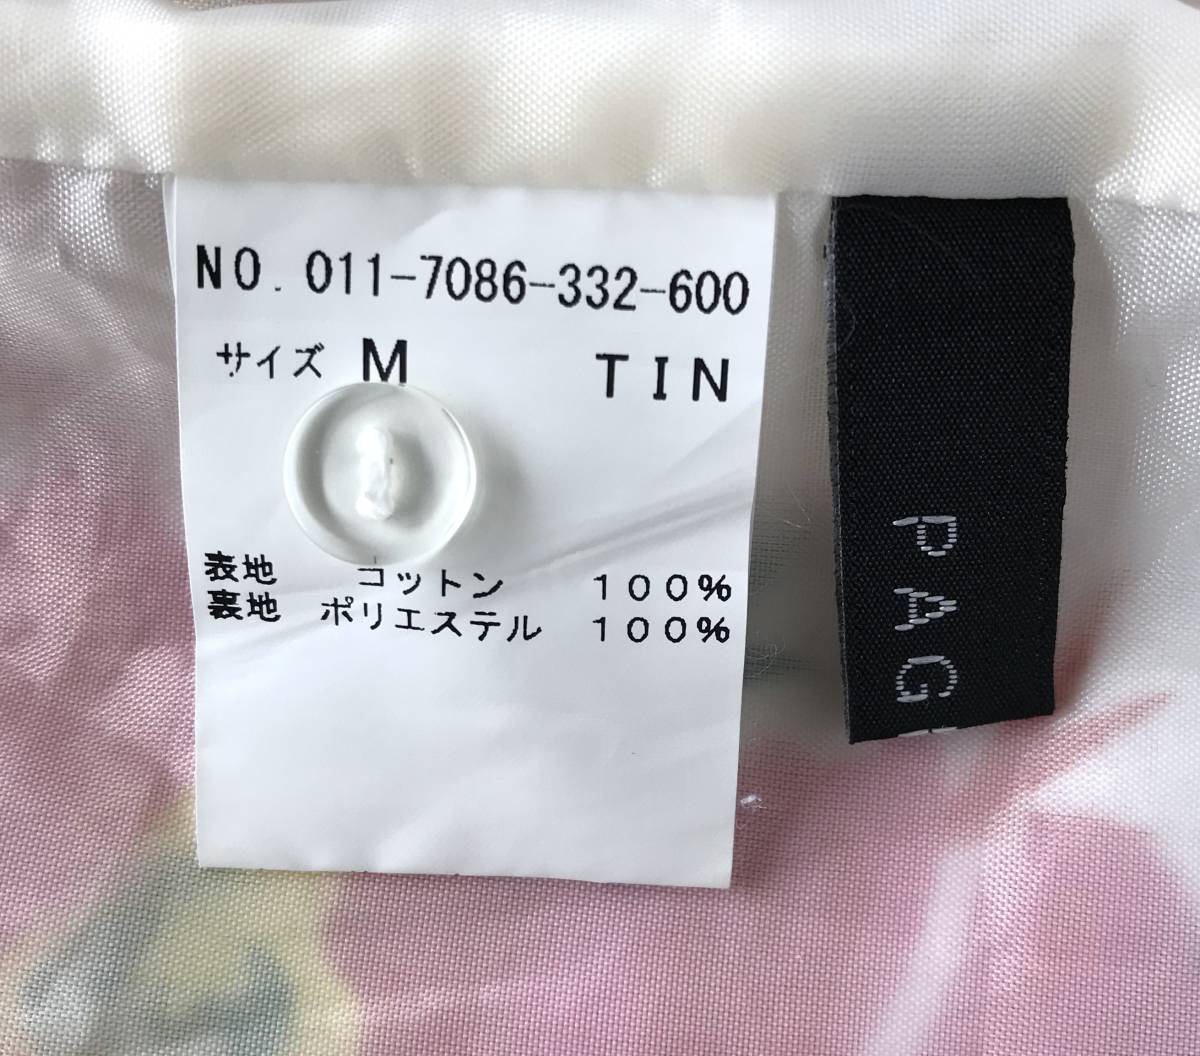 NO. 011-7086-332-600
サイズ M TIN
表地 コットン 100%
裏地 ポリエステル 100%
PAG